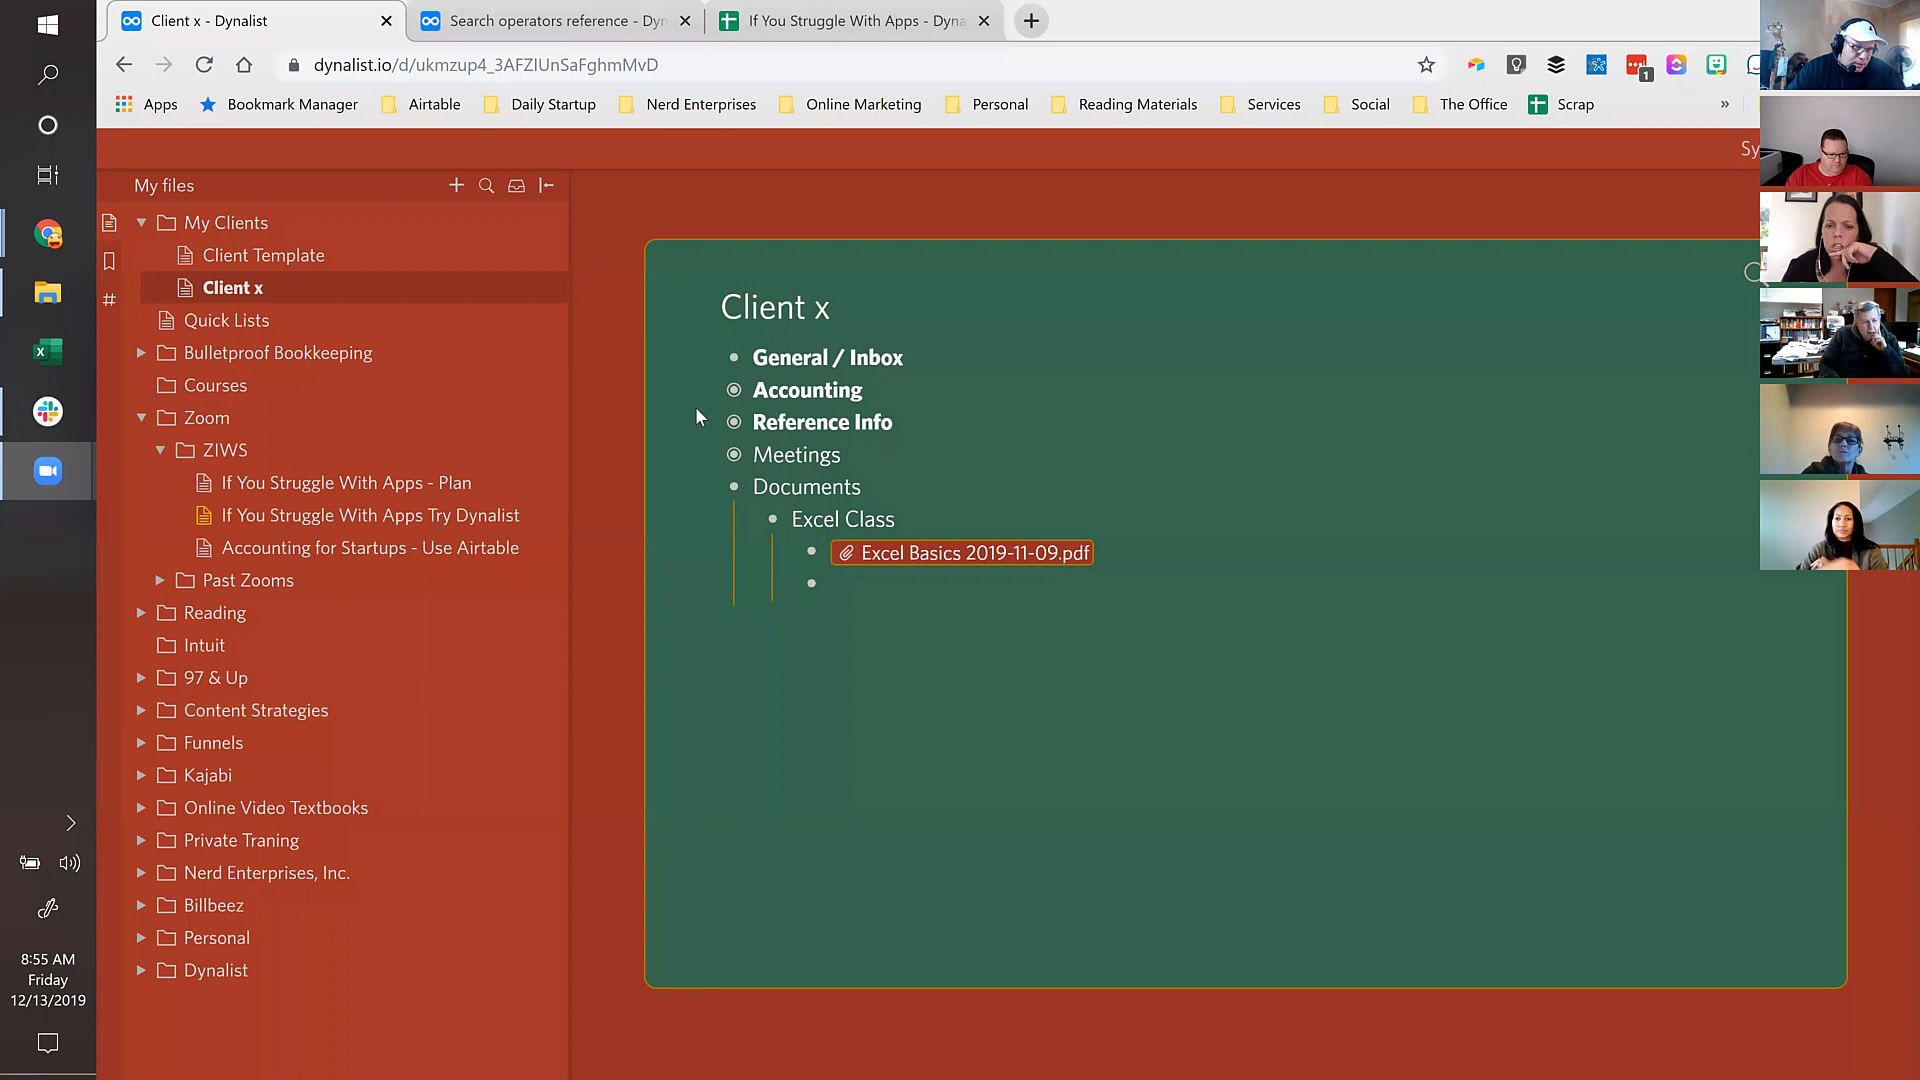 Client x - Dynalist
Search operators reference - Dyn
If You Struggle With Apps - Dyna
dynalist.io/d/ukmzup4_3AFZIUnSaFghmMvD
1
Apps
Bookmark Manager
Airtable
Daily Startup
Nerd Enterprises
Online Marketing
Personal
Reading Materials
Services
Social
The Office
Scrap
»
Sy
My files
My Clients
Client Template
Client x
Quick Lists
Bulletproof Bookkeeping
Courses
Zoom
ZIWS
If You Struggle With Apps - Plan
If You Struggle With Apps Try Dynalist
Accounting for Startups - Use Airtable
Past Zooms
Reading
Intuit
97 & Up
Content Strategies
Funnels
Kajabi
Online Video Textbooks
Private Traning
Nerd Enterprises, Inc.
Billbeez
Personal
Dynalist
Client x
General / Inbox
Accounting
Reference Info
Meetings
Documents
Excel Class
Excel Basics 2019-11-09.pdf
8:55 AM
Friday
12/13/2019